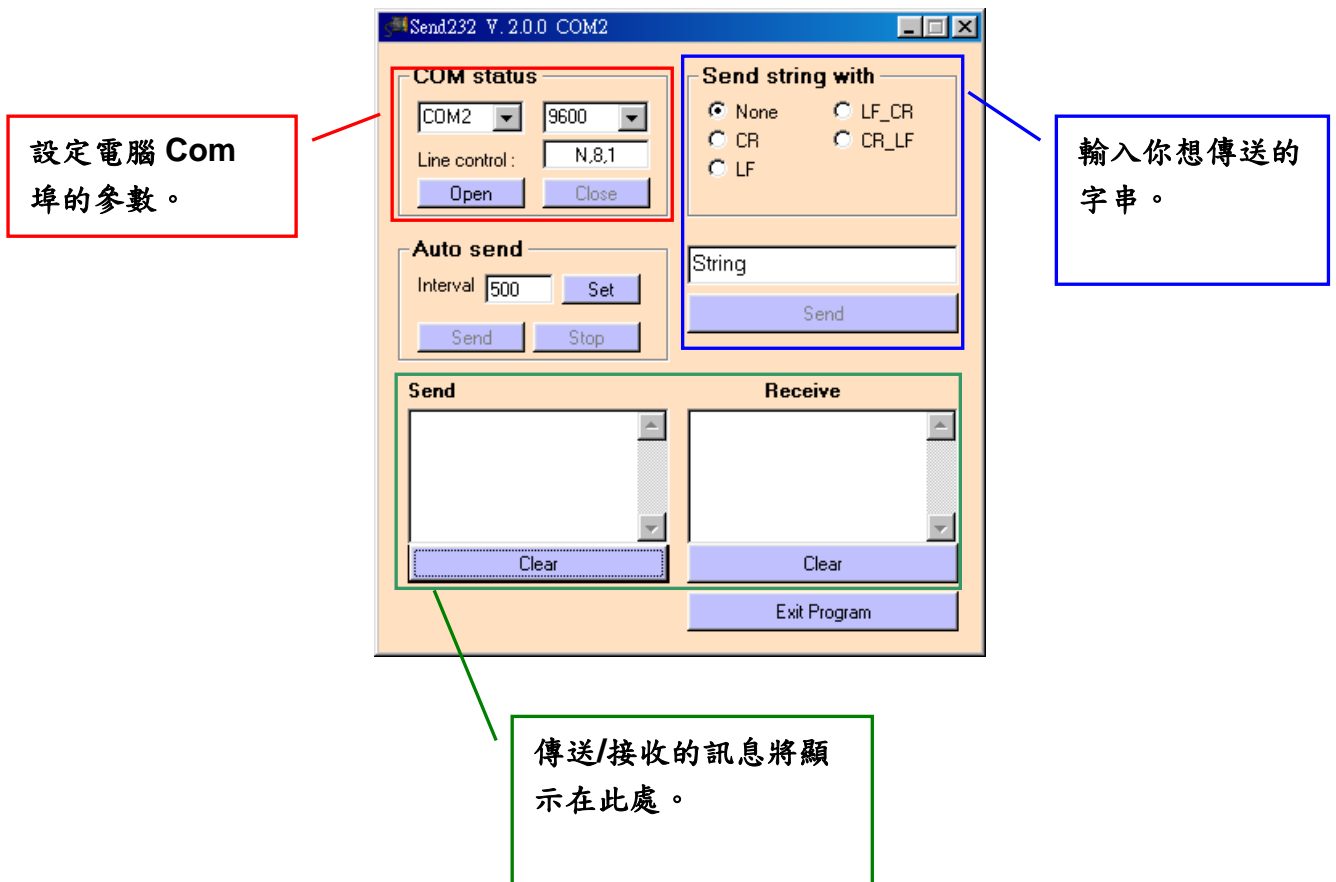 Send232 V. 2.0.0 COM2
COM status
COM2
9600
Line control :
N,8,1
Open
Close
Send string with
None
LF_CR
CR
CR_LF
LF
設定電腦 Com
埠的參數。
輸入你想傳送的
字串。
Auto send
Interval
500
Set
Send
Stop
String
Send
Send
Receive
Clear
Clear
Exit Program
傳送/接收的訊息將顯
示在此處。